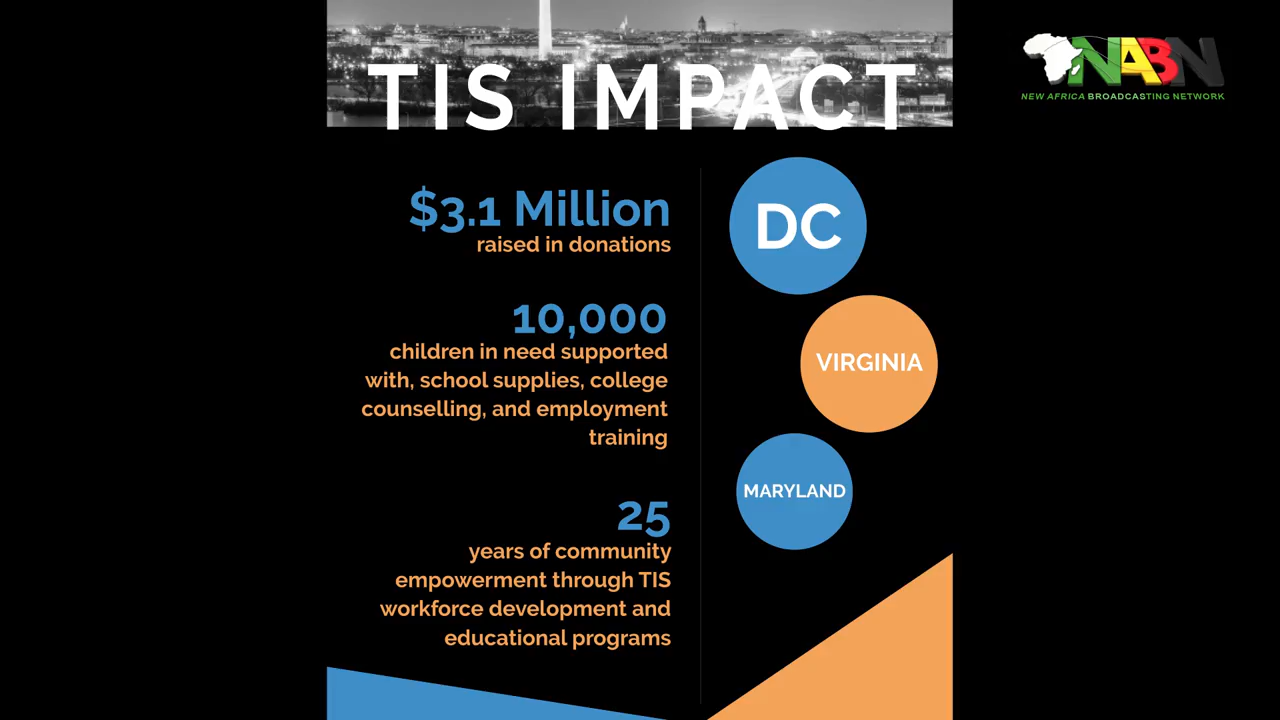 TIS IMPACT
NABN
NEW AFRICA BROADCASTING NETWORK
$3.1 Million
raised in donations
10,000
children in need supported
with, school supplies, college
counselling, and employment
training
25
years of community
empowerment through TIS
workforce development and
educational programs
DC
VIRGINIA
MARYLAND